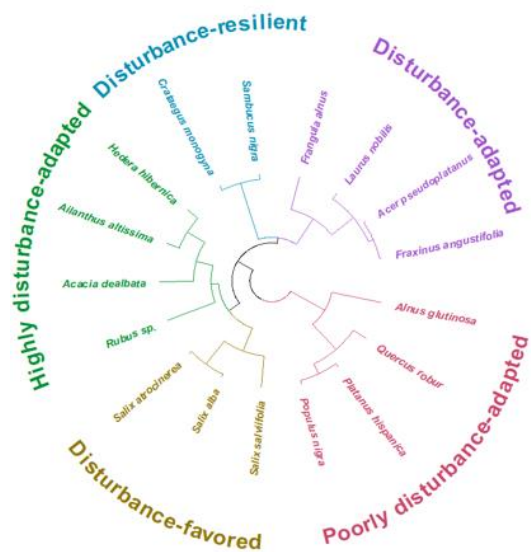 Disturbance-resilient
Crataegus monogyna
Sambucus nigra
Disturbance-adapted
Frangula alnus
Laurus nobilis
Acer pseudoplatanus
Fraxinus angustifolia
Poorly disturbance-adapted
Alnus glutinosa
Quercus robur
Platanus hispanica
Populus nigra
Disturbance-favored
Salix salviifolia
Salix alba
Salix atrocinerea
Highly disturbance-adapted
Rubus sp.
Acacia dealbata
Ailanthus altissima
Hedera hibernica